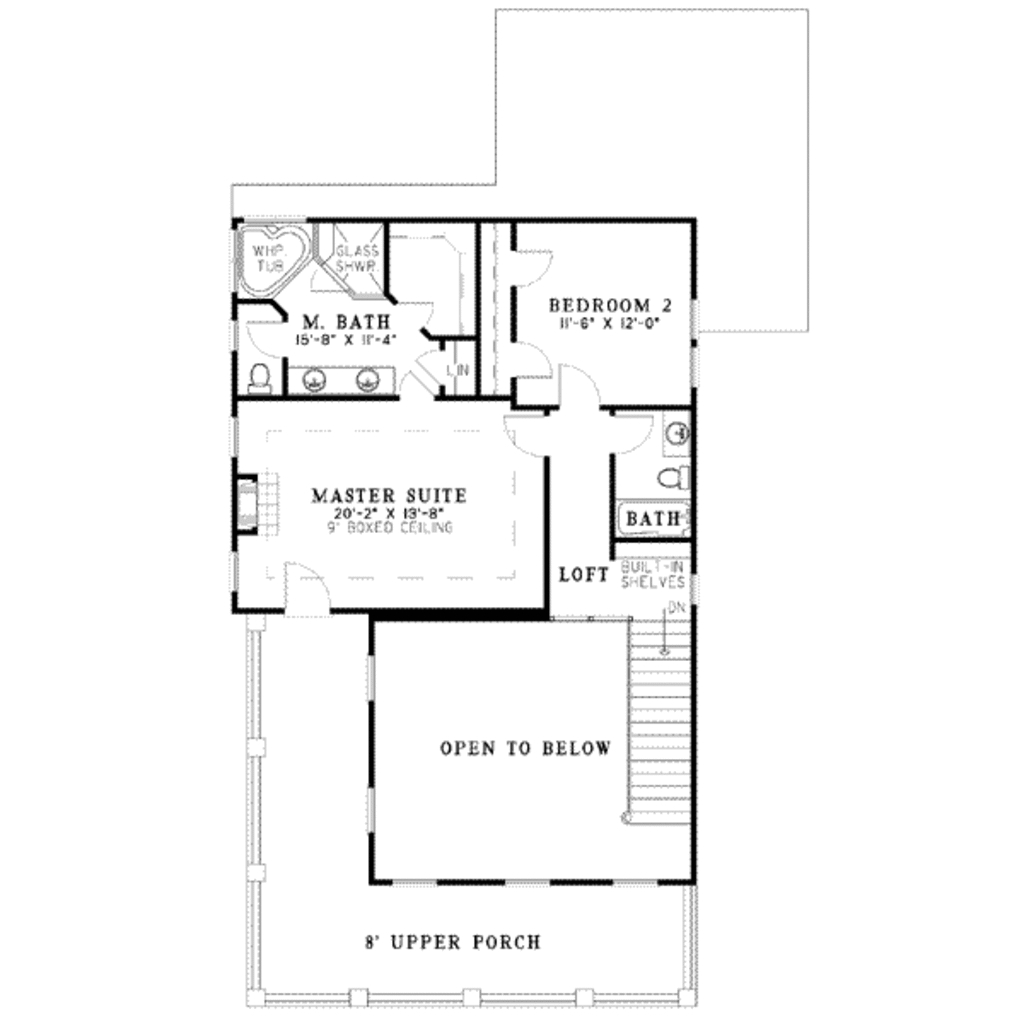 WHP.
TUB
GLASS
SHWR.
BEDROOM 2
11'-6" X 12'-0"
M. BATH
15'-8" X 11'-4"
LIN
MASTER SUITE
20'-2" X 13'-8"
9' BOXED CEILING
BATH
LOFT
BUILT-IN
SHELVES
DN
OPEN TO BELOW
8' UPPER PORCH